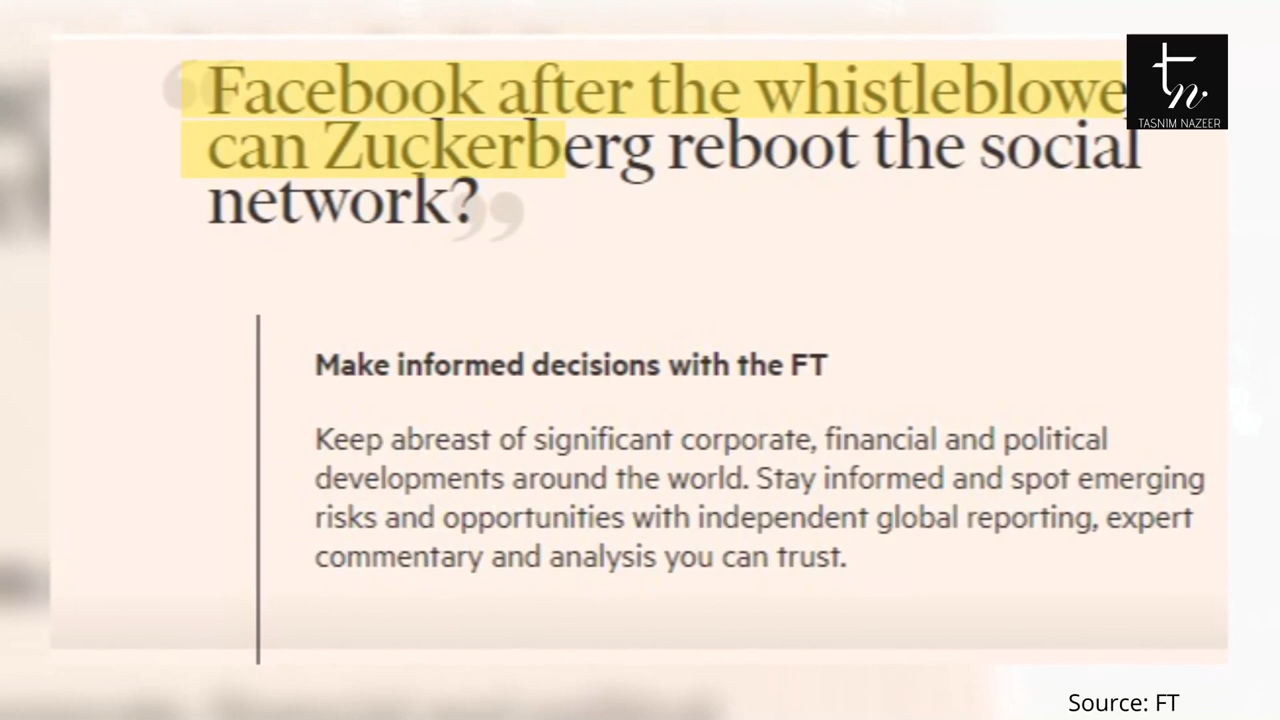 Facebook after the whistleblowe
can Zuckerberg reboot the social
network?
Make informed decisions with the FT
Keep abreast of significant corporate, financial and political
developments around the world. Stay informed and spot emerging
risks and opportunities with independent global reporting, expert
commentary and analysis you can trust.
tn
TASNIM NAZEER
Source: FT